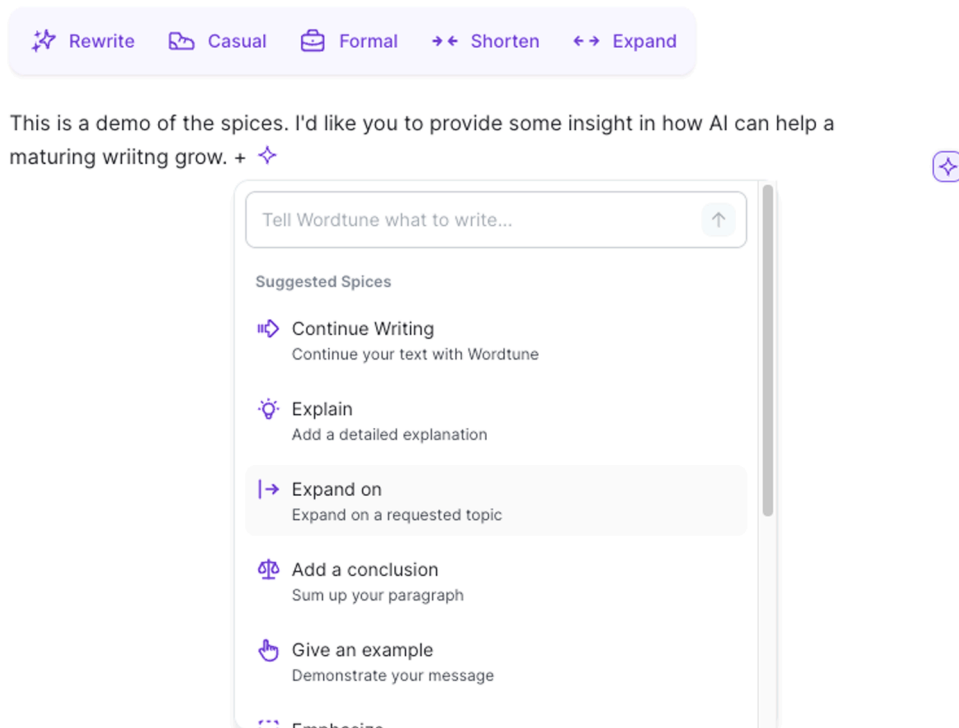 Rewrite Casual Formal Shorten Expand
This is a demo of the spices. I'd like you to provide some insight in how AI can help a
maturing wriitng grow. +
Tell Wordtune what to write...
Suggested Spices
Continue Writing
Continue your text with Wordtune
Explain
Add a detailed explanation
Expand on
Expand on a requested topic
Add a conclusion
Sum up your paragraph
Give an example
Demonstrate your message
Emphasize